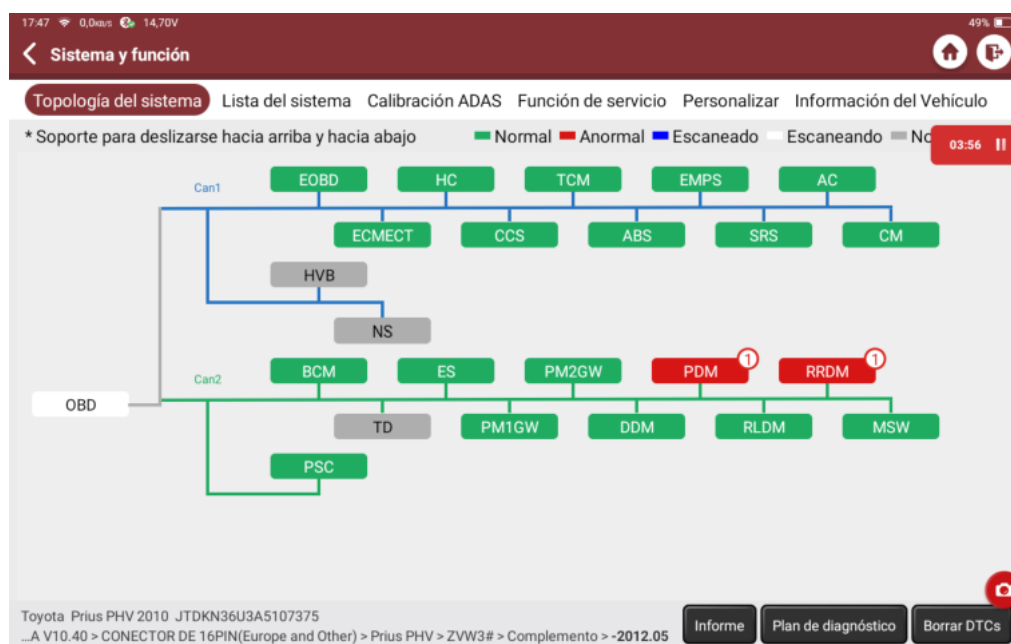 17:47 0,0KB/S 14,70V 49%
Sistema y función
Topología del sistema Lista del sistema Calibración ADAS Función de servicio Personalizar Información del Vehículo
* Soporte para deslizarse hacia arriba y hacia abajo Normal Anormal Escaneado Escaneando No
03:56
Can1 EOBD HC TCM EMPS AC
ECMECT CCS ABS SRS CM
HVB
NS
Can2 BCM ES PM2GW PDM 1 RRDM 1
OBD
TD PM1GW DDM RLDM MSW
PSC
Toyota Prius PHV 2010 JTDKN36U3A5107375
...A V10.40 > CONECTOR DE 16PIN(Europe and Other) > Prius PHV > ZVW3# > Complemento > -2012.05
Informe Plan de diagnóstico Borrar DTCs